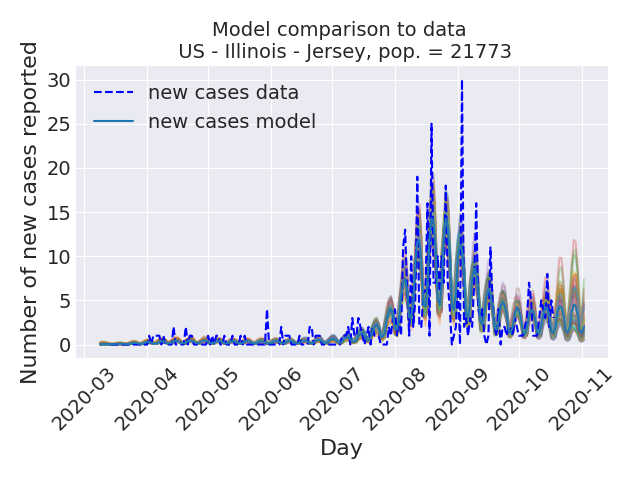 Model comparison to data
US - Illinois - Jersey, pop. = 21773
Number of new cases reported
30
25
20
15
10
5
0
new cases data
new cases model
2020-03
2020-04
2020-05
2020-06
2020-07
2020-08
2020-09
2020-10
2020-11
Day